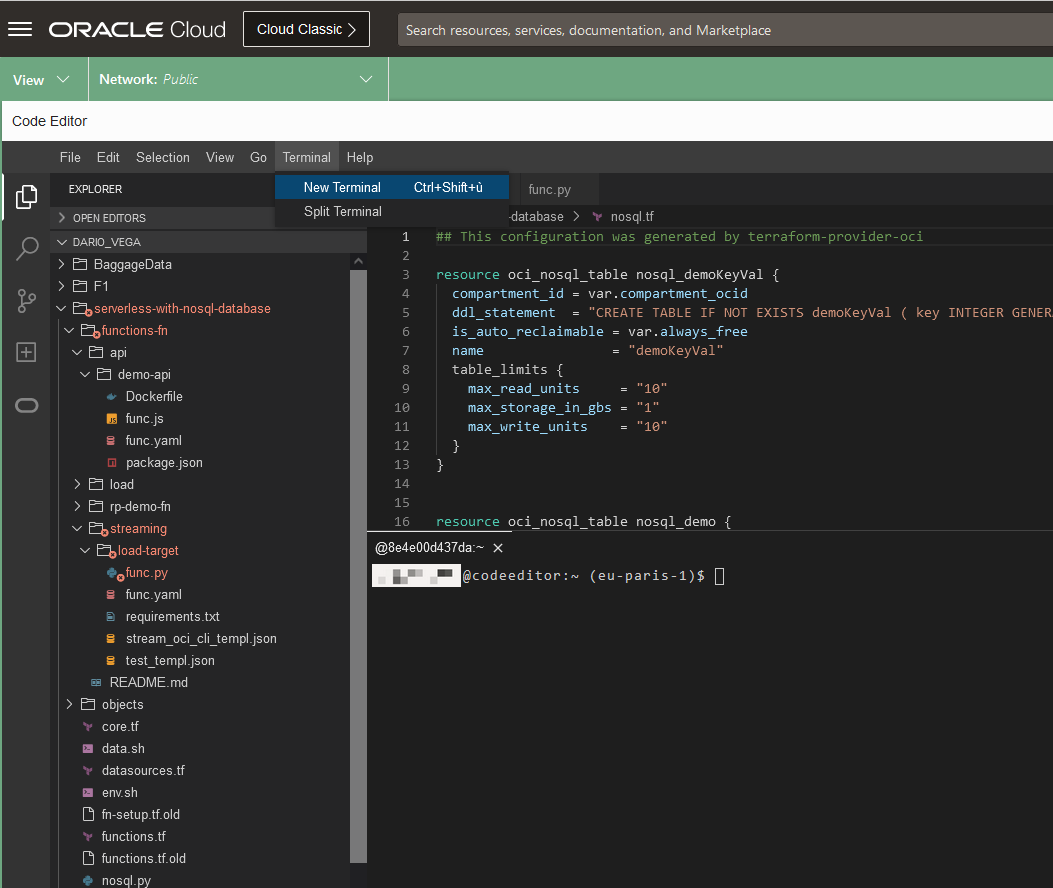 ORACLE Cloud
Cloud Classic
Search resources, services, documentation, and Marketplace
View
Network: Public
Code Editor
File Edit Selection View Go Terminal Help
New Terminal Ctrl+Shift+ù
Split Terminal
EXPLORER
OPEN EDITORS
DARIO_VEGA
BaggageData
F1
serverless-with-nosql-database
functions-fn
api
demo-api
Dockerfile
func.js
func.yaml
package.json
load
rp-demo-fn
streaming
load-target
func.py
func.yaml
requirements.txt
stream_oci_cli_templ.json
test_templ.json
README.md
objects
core.tf
data.sh
datasources.tf
env.sh
fn-setup.tf.old
functions.tf
functions.tf.old
nosql.py
func.py
-database nosql.tf
1 ## This configuration was generated by terraform-provider-oci
2
3 resource oci_nosql_table nosql_demoKeyVal {
4 compartment_id = var.compartment_ocid
5 ddl_statement = "CREATE TABLE IF NOT EXISTS demoKeyVal ( key INTEGER GENER
6 is_auto_reclaimable = var.always_free
7 name = "demoKeyVal"
8 table_limits {
9 max_read_units = "10"
10 max_storage_in_gbs = "1"
11 max_write_units = "10"
12 }
13 }
14
15
16 resource oci_nosql_table nosql_demo {
@8e4e00d437da:~
@codeeditor:~ (eu-paris-1)$